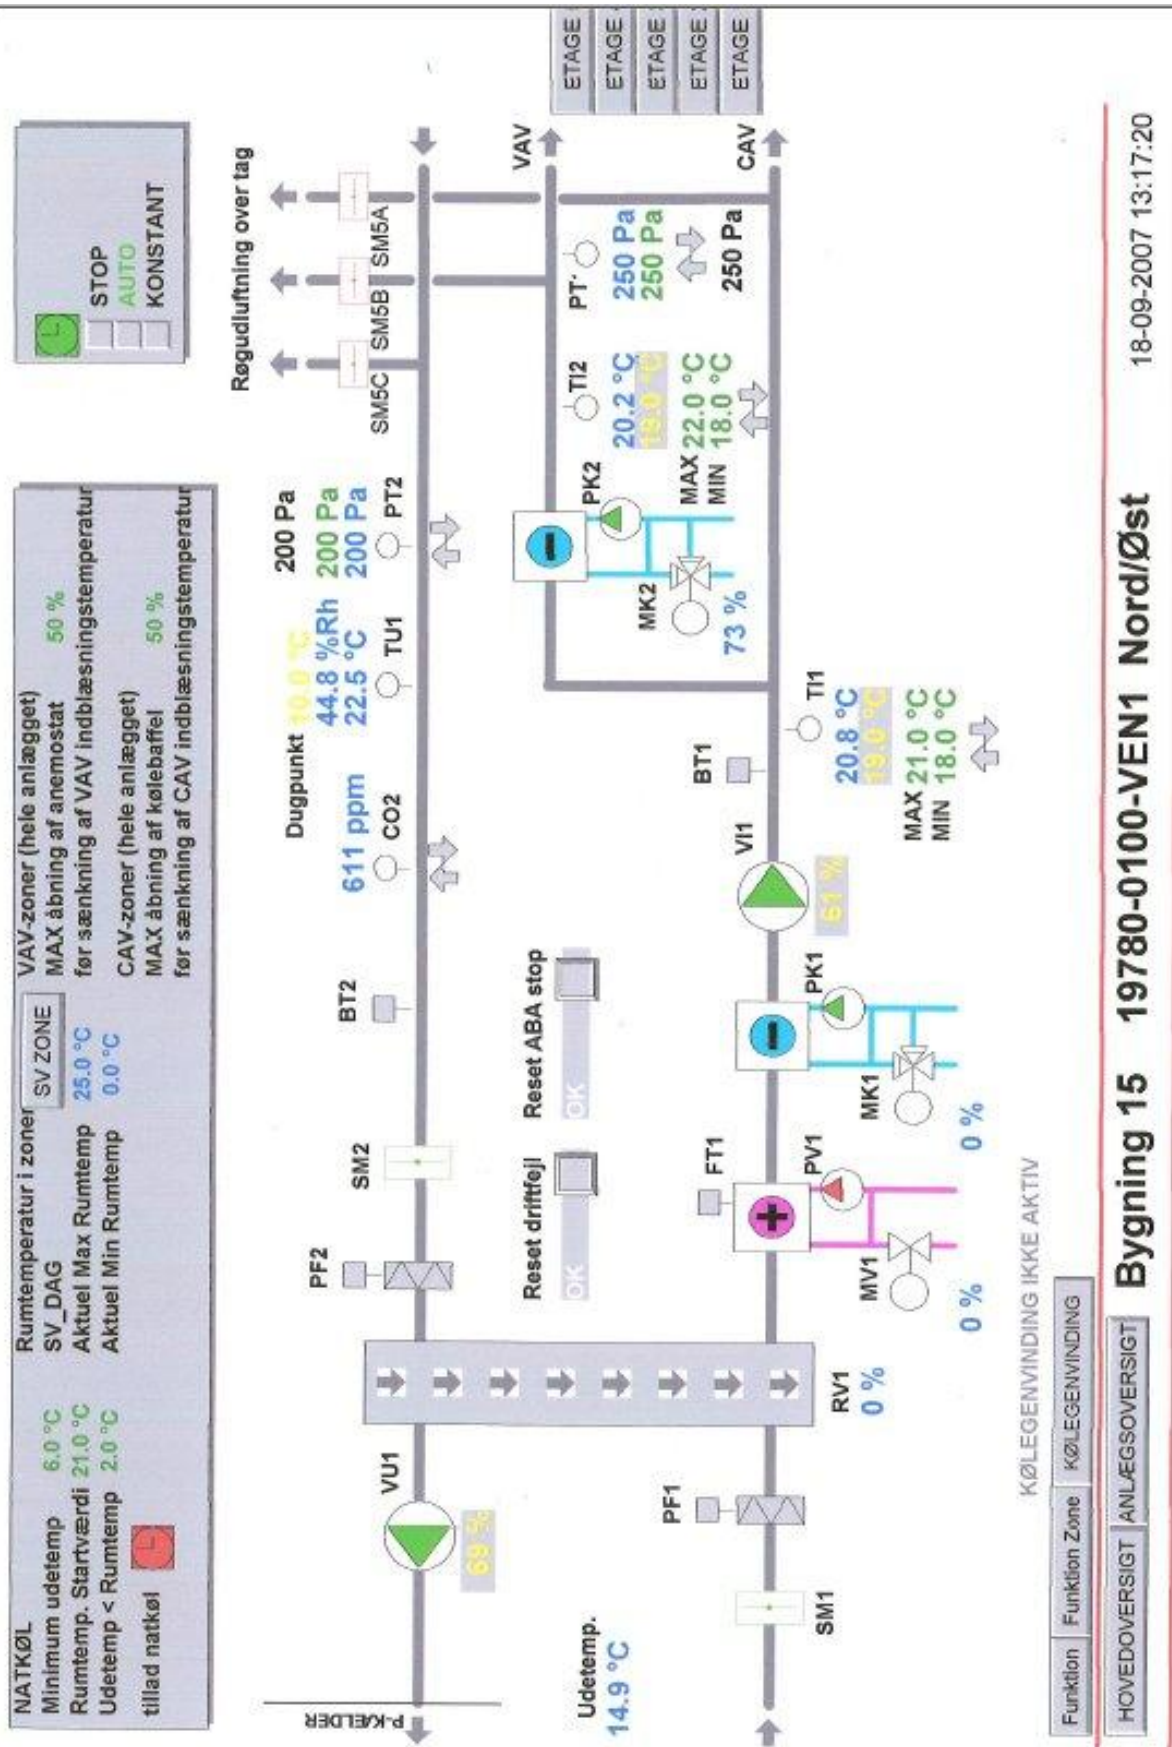 NATKØL
Minimum udetemp 6.0 °C
Rumtemp. Startværdi 21.0 °C
Udetemp < Rumtemp 2.0 °C
tillad natkøl
Rumtemperatur i zoner
SV_DAG
SV ZONE
Aktuel Max Rumtemp 25.0 °C
Aktuel Min Rumtemp 0.0 °C
VAV-zoner (hele anlægget)
MAX åbning af anemostat 50 %
før sænkning af VAV indblæsningstemperatur
CAV-zoner (hele anlægget)
MAX åbning af kølebaffel 50 %
før sænkning af CAV indblæsningstemperatur
STOP
AUTO
KONSTANT
Røgudluftning over tag
SM5C
SM5B
SM5A
P-KÆLDER
VU1
69 %
PF2
SM2
BT2
611 ppm
CO2
Dugpunkt 10.0 °C
44.8 %Rh
22.5 °C
TU1
200 Pa
200 Pa
200 Pa
PT2
VAV
ETAGE
ETAGE
ETAGE
ETAGE
ETAGE
CAV
Reset driftfejl
OK
Reset ABA stop
OK
PK2
MK2
73 %
TI2
20.2 °C
19.0 °C
MAX 22.0 °C
MIN 18.0 °C
250 Pa
250 Pa
250 Pa
Udetemp.
14.9 °C
SM1
PF1
RV1
0 %
FT1
PV1
MV1
0 %
PK1
MK1
0 %
VI1
61 %
BT1
TI1
20.8 °C
19.0 °C
MAX 21.0 °C
MIN 18.0 °C
KØLEGENVINDING IKKE AKTIV
Funktion Funktion Zone KØLEGENVINDING
HOVEDOVERSIGT ANLÆGSOVERSIGT Bygning 15 19780-0100-VEN1 Nord/Øst 18-09-2007 13:17:20